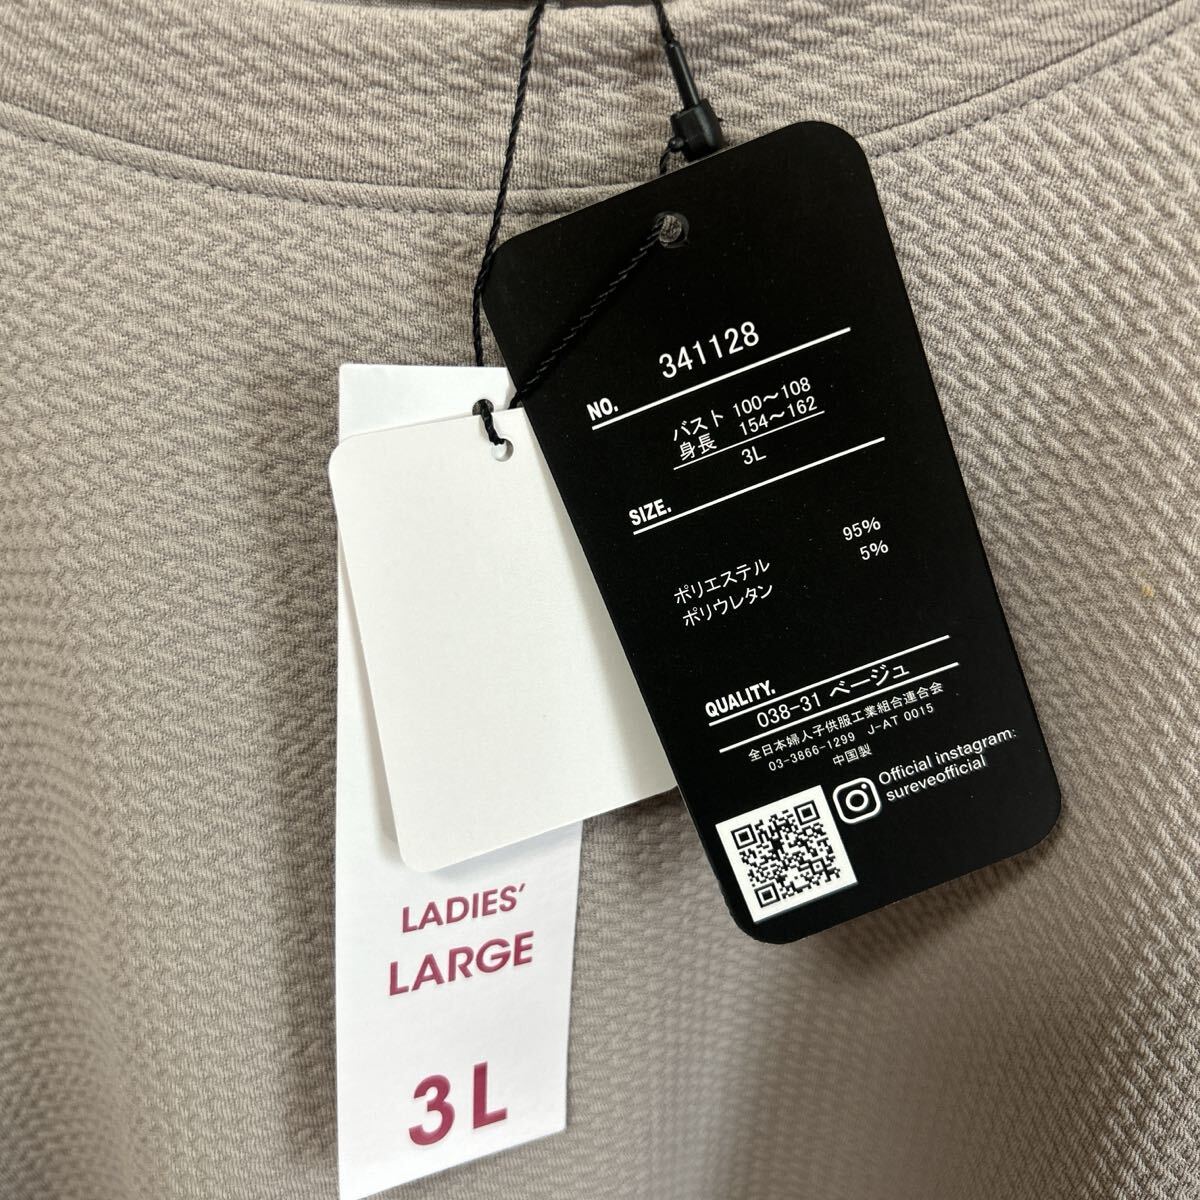 341128
NO.
バスト 100～108
身長 154～162
3L
SIZE.
95%
5%
ポリエステル
ポリウレタン
QUALITY.
038-31 ベージュ
全日本婦人子供服工業組合連合会
03-3866-1299 J-AT 0015
中国製
Official instagram:
sureveofficial
LADIES'
LARGE
3L